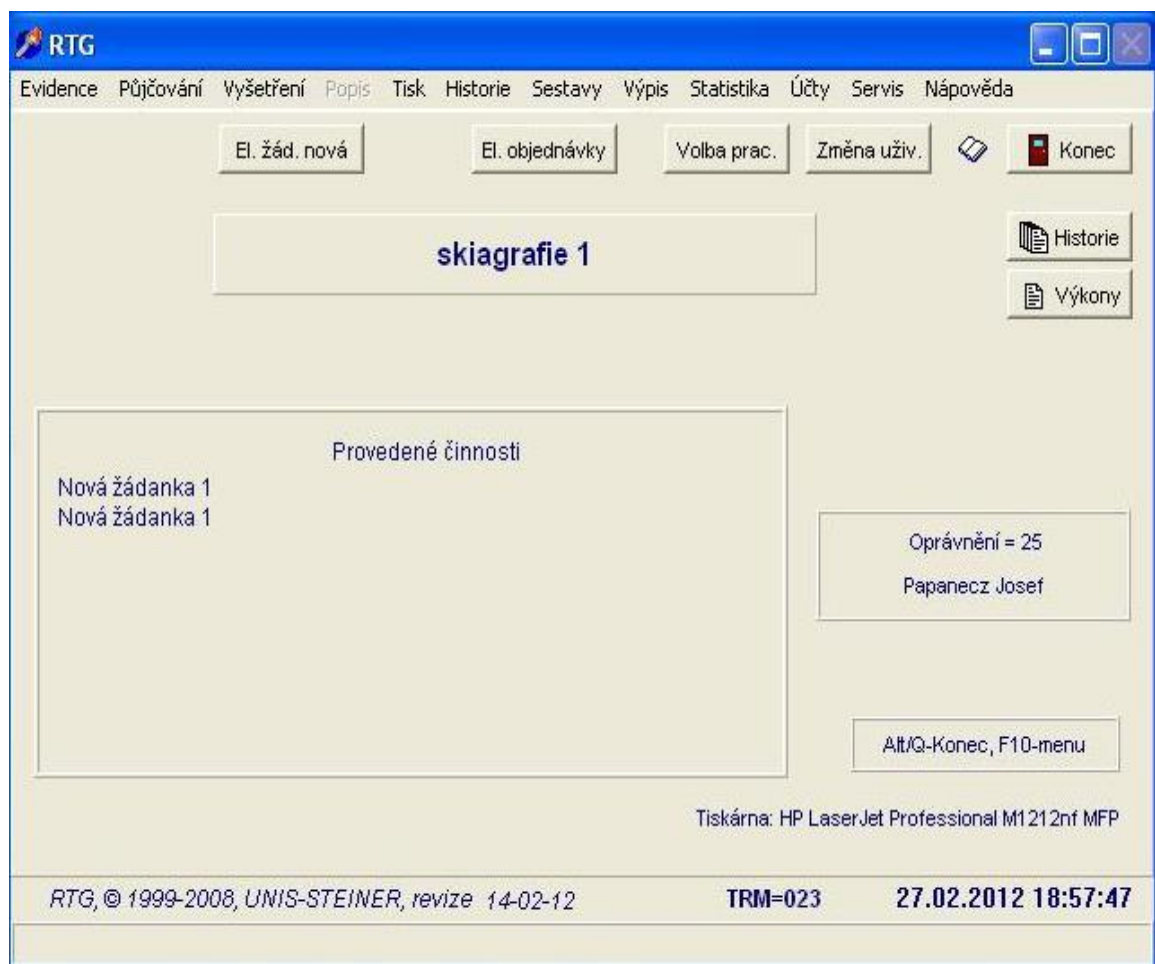 RTG
Evidence Půjčování Vyšetření Popis Tisk Historie Sestavy Výpis Statistika Účty Servis Nápověda
El. žád. nová El. objednávky Volba prac. Změna uživ. Konec
skiagrafie 1
Historie
Výkony
Provedené činnosti
Nová žádanka 1
Nová žádanka 1
Oprávnění = 25
Papanecz Josef
Alt/Q-Konec, F10-menu
Tiskárna: HP LaserJet Professional M1212nf MFP
RTG, © 1999-2008, UNIS-STEINER, revize 14-02-12 TRM=023 27.02.2012 18:57:47